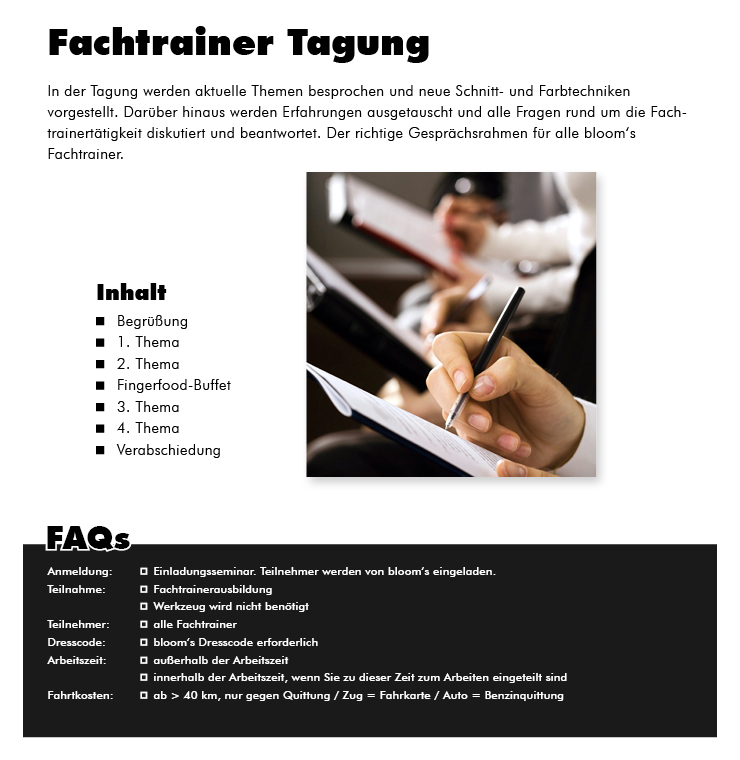 Fachtrainer Tagung
In der Tagung werden aktuelle Themen besprochen und neue Schnitt- und Farbtechniken
vorgestellt. Darüber hinaus werden Erfahrungen ausgetauscht und alle Fragen rund um die Fach-
trainertätigkeit diskutiert und beantwortet. Der richtige Gesprächsrahmen für alle bloom’s
Fachtrainer.
Inhalt
Begrüßung
1. Thema
2. Thema
Fingerfood-Buffet
3. Thema
4. Thema
Verabschiedung
FAQs
Anmeldung: Einladungsseminar. Teilnehmer werden von bloom’s eingeladen.
Teilnahme: Fachtrainerausbildung
Werkzeug wird nicht benötigt
Teilnehmer: alle Fachtrainer
Dresscode: bloom’s Dresscode erforderlich
Arbeitszeit: außerhalb der Arbeitszeit
innerhalb der Arbeitszeit, wenn Sie zu dieser Zeit zum Arbeiten eingeteilt sind
Fahrtkosten: ab > 40 km, nur gegen Quittung / Zug = Fahrkarte / Auto = Benzinquittung